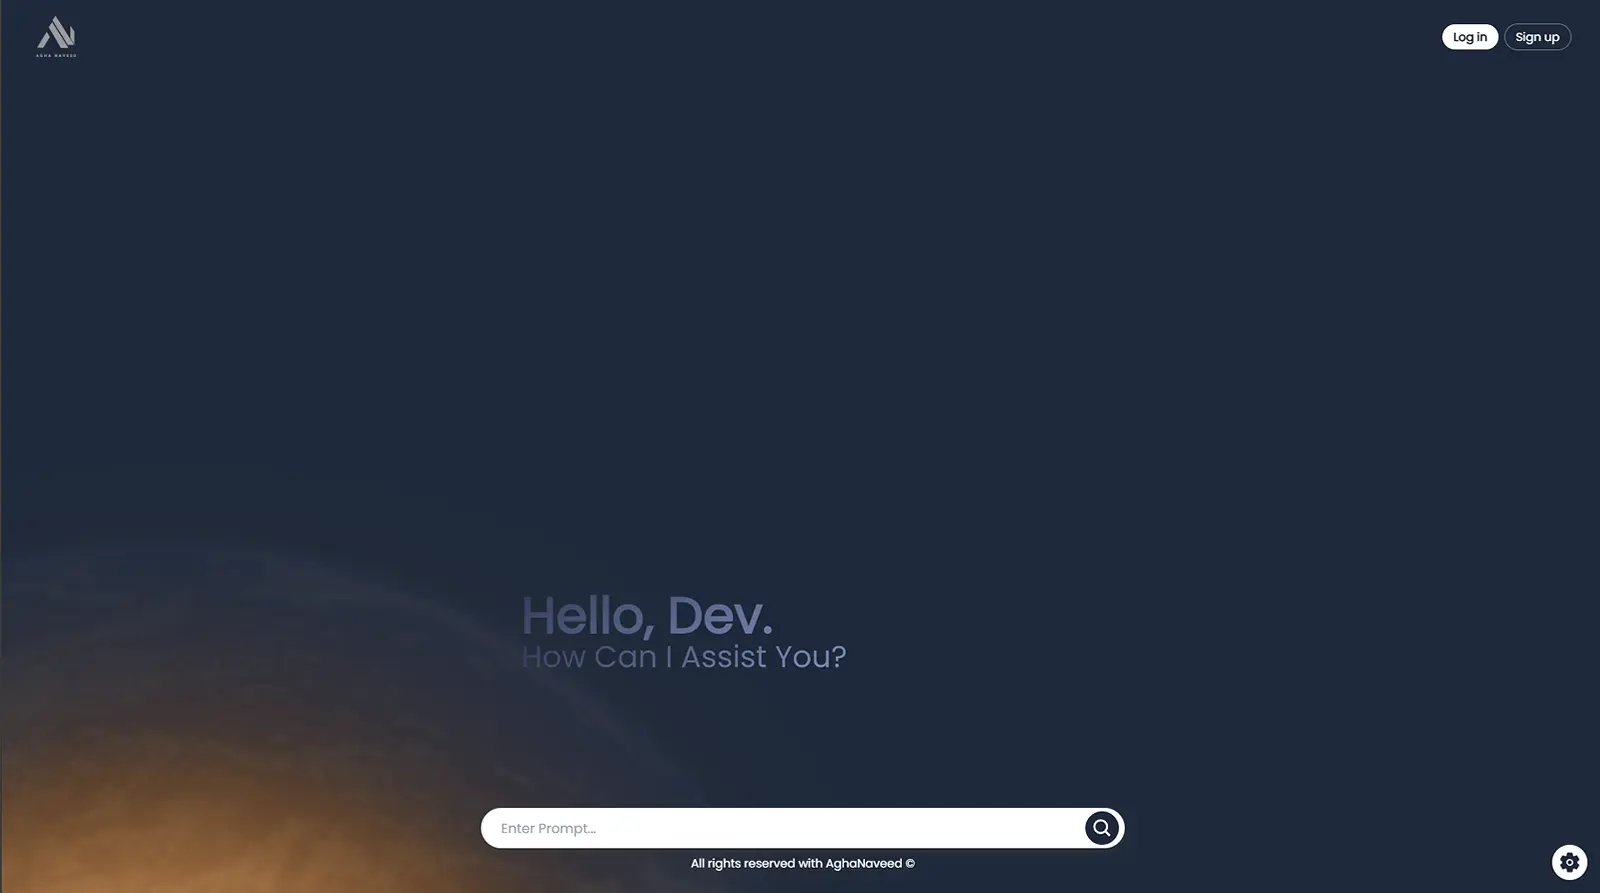 AGHA NAVEED
Log in
Sign up
Hello, Dev.
How Can I Assist You?
Enter Prompt...
All rights reserved with AghaNaveed ©